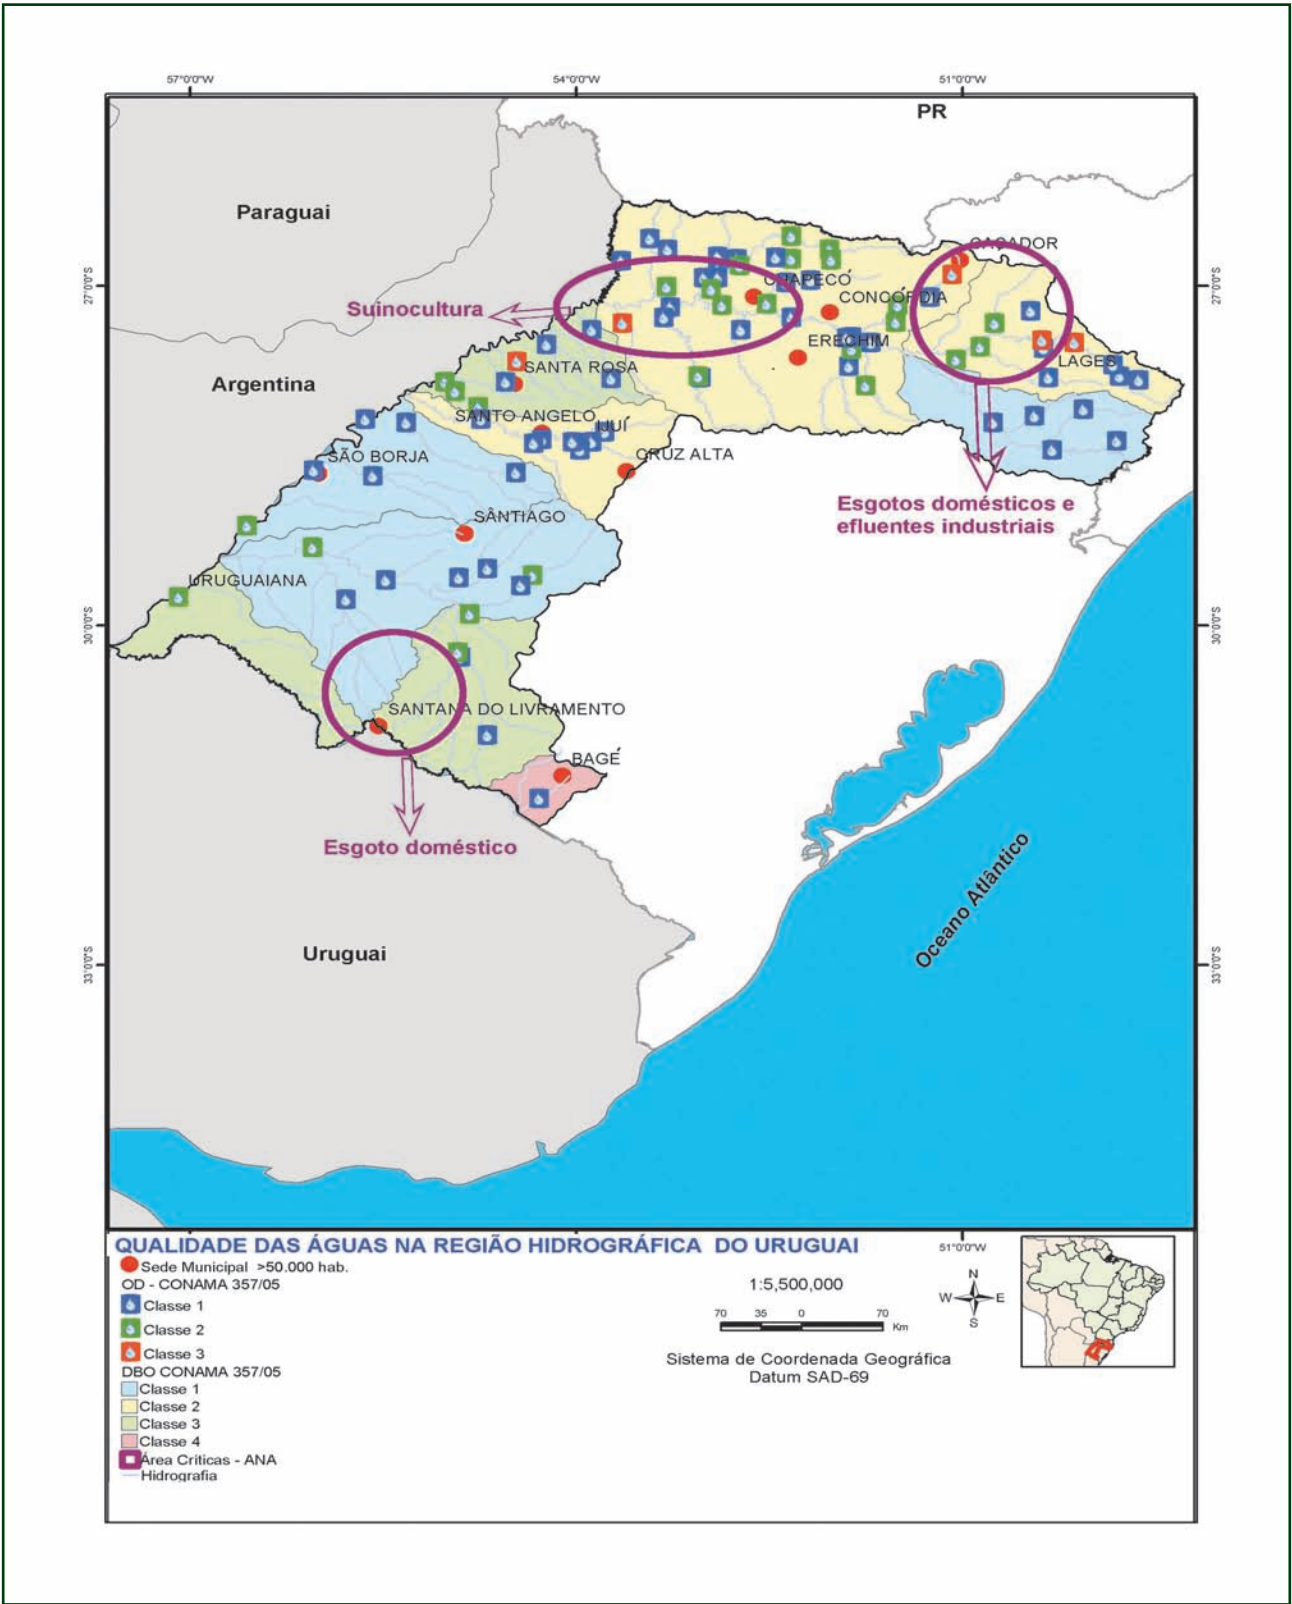 57°0'0"W
54°0'0"W
51°0'0"W
PR
Paraguai
CAÇADOR
27°0'0"S
27°0'0"S
CHAPECÓ
Suinocultura
CONCÓRDIA
ERECHIM
LAGES
SANTA ROSA
Argentina
SANTO ANGELO
IJUÍ
SÃO BORJA
CRUZ ALTA
Esgotos domésticos e
efluentes industriais
SÂNTIAGO
URUGUAIANA
30°0'0"S
30°0'0"S
SANTANA DO LIVRAMENTO
BAGÉ
Esgoto doméstico
Oceano Atlântico
Uruguai
33°0'0"S
33°0'0"S
QUALIDADE DAS ÁGUAS NA REGIÃO HIDROGRÁFICA DO URUGUAI
51°0'0"W
Sede Municipal >50.000 hab.
OD - CONAMA 357/05
Classe 1
Classe 2
Classe 3
DBO CONAMA 357/05
Classe 1
Classe 2
Classe 3
Classe 4
Área Críticas - ANA
Hidrografia
1:5,500,000
70 35 0 70
Km
Sistema de Coordenada Geográfica
Datum SAD-69
N
W E
S